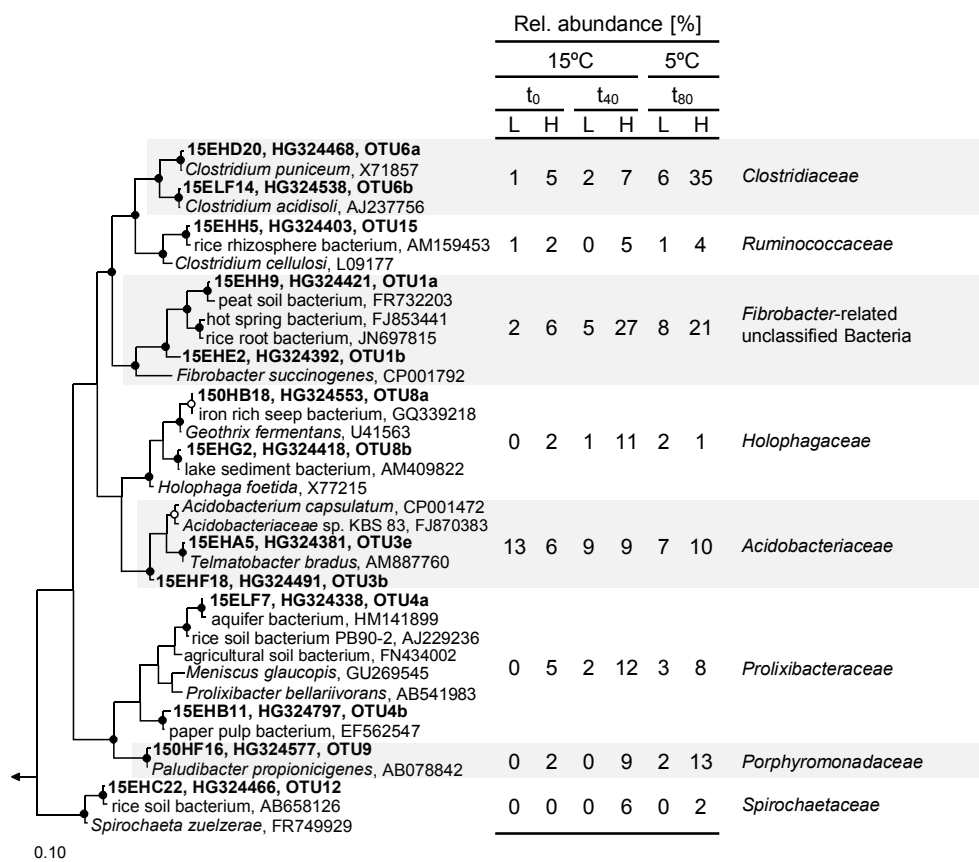 Rel. abundance [%]
15ºC 5ºC
t0 t40 t80
L H L H L H
15EHD20, HG324468, OTU6a
Clostridium puniceum, X71857
15ELF14, HG324538, OTU6b
Clostridium acidisoli, AJ237756
1 5 2 7 6 35 Clostridiaceae
15EHH5, HG324403, OTU15
rice rhizosphere bacterium, AM159453
Clostridium cellulosi, L09177
1 2 0 5 1 4 Ruminococcaceae
15EHH9, HG324421, OTU1a
peat soil bacterium, FR732203
hot spring bacterium, FJ853441
rice root bacterium, JN697815
15EHE2, HG324392, OTU1b
Fibrobacter succinogenes, CP001792
2 6 5 27 8 21 Fibrobacter-related
unclassified Bacteria
150HB18, HG324553, OTU8a
iron rich seep bacterium, GQ339218
Geothrix fermentans, U41563
15EHG2, HG324418, OTU8b
lake sediment bacterium, AM409822
Holophaga foetida, X77215
0 2 1 11 2 1 Holophagaceae
Acidobacterium capsulatum, CP001472
Acidobacteriaceae sp. KBS 83, FJ870383
15EHA5, HG324381, OTU3e
Telmatobacter bradus, AM887760
15EHF18, HG324491, OTU3b
13 6 9 9 7 10 Acidobacteriaceae
15ELF7, HG324338, OTU4a
aquifer bacterium, HM141899
rice soil bacterium PB90-2, AJ229236
agricultural soil bacterium, FN434002
Meniscus glaucopis, GU269545
Prolixibacter bellariivorans, AB541983
15EHB11, HG324797, OTU4b
paper pulp bacterium, EF562547
0 5 2 12 3 8 Prolixibacteraceae
150HF16, HG324577, OTU9
Paludibacter propionicigenes, AB078842
0 2 0 9 2 13 Porphyromonadaceae
15EHC22, HG324466, OTU12
rice soil bacterium, AB658126
Spirochaeta zuelzerae, FR749929
0 0 0 6 0 2 Spirochaetaceae
0.10